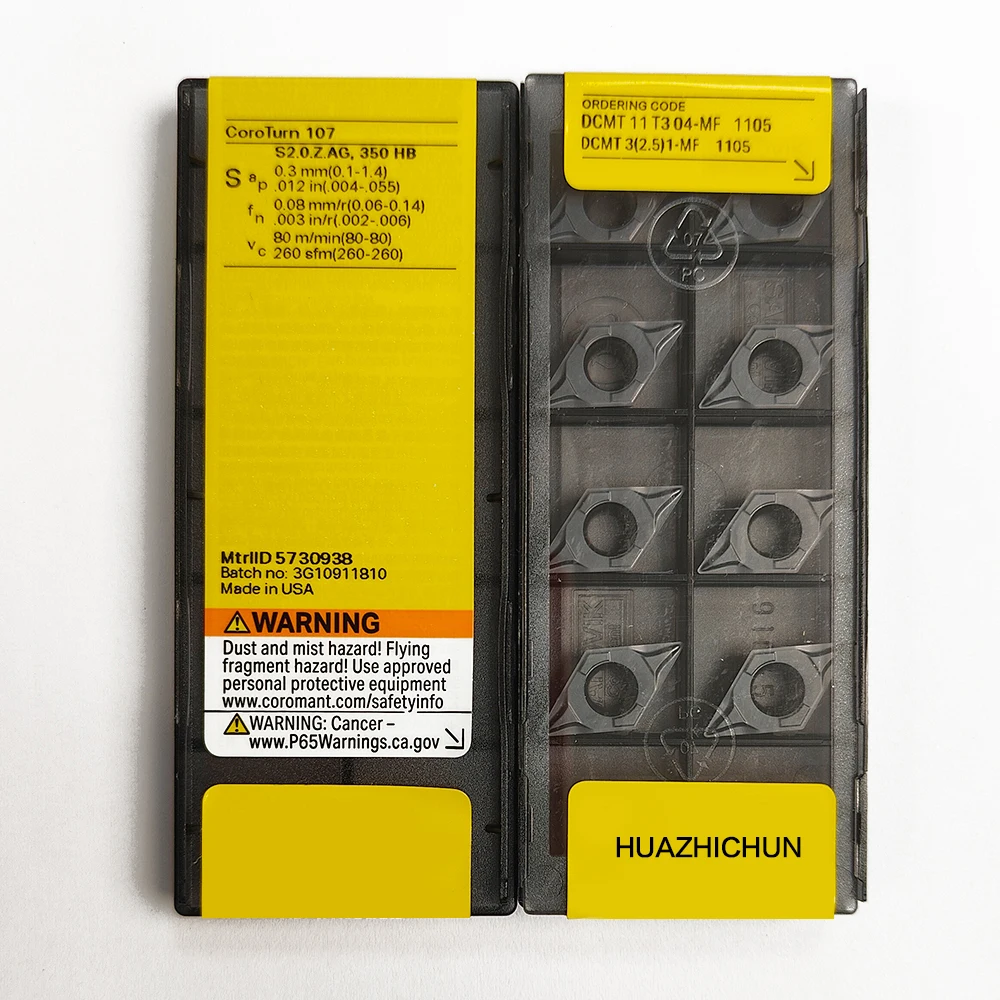 CoroTurn 107
S2.0.Z.AG, 350 HB
S ap 0.3 mm(0.1-1.4)
.012 in(.004-.055)
fn 0.08 mm/r(0.06-0.14)
.003 in/r(.002-.006)
vc 80 m/min(80-80)
260 sfm(260-260)
MtrlID 5730938
Batch no: 3G10911810
Made in USA
WARNING
Dust and mist hazard! Flying
fragment hazard! Use approved
personal protective equipment
www.coromant.com/safetyinfo
WARNING: Cancer –
www.P65Warnings.ca.gov
ORDERING CODE
DCMT 11 T3 04-MF 1105
DCMT 3(2.5)1-MF 1105
07
PC
HUAZHICHUN